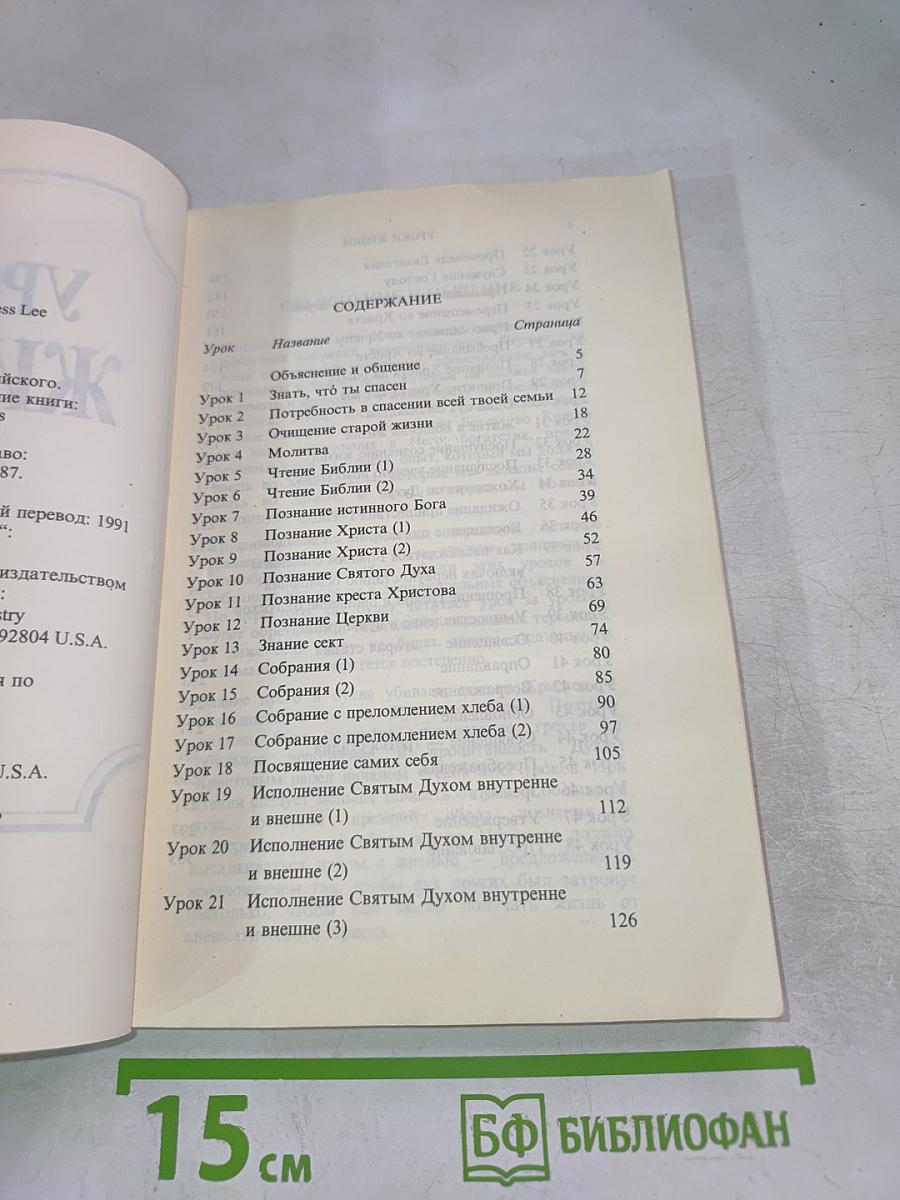 УРО
ЖИ
ess Lee
йского.
ие книги:
s
аво:
87.
й перевод: 1991
“:
издательством
:
stry
92804 U.S.A.
я по
U.S.A.
СОДЕРЖАНИЕ
Урок Название Страница
Объяснение и общение 5
Урок 1 Знать, что́ ты спасен 7
Урок 2 Потребность в спасении всей твоей семьи 12
Урок 3 Очищение старой жизни 18
Урок 4 Молитва 22
Урок 5 Чтение Библии (1) 28
Урок 6 Чтение Библии (2) 34
Урок 7 Познание истинного Бога 39
Урок 8 Познание Христа (1) 46
Урок 9 Познание Христа (2) 52
Урок 10 Познание Святого Духа 57
Урок 11 Познание креста Христова 63
Урок 12 Познание Церкви 69
Урок 13 Знание сект 74
Урок 14 Собрания (1) 80
Урок 15 Собрания (2) 85
Урок 16 Собрание с преломлением хлеба (1) 90
Урок 17 Собрание с преломлением хлеба (2) 97
Урок 18 Посвящение самих себя 105
Урок 19 Исполнение Святым Духом внутренне
и внешне (1) 112
Урок 20 Исполнение Святым Духом внутренне
и внешне (2) 119
Урок 21 Исполнение Святым Духом внутренне
и внешне (3) 126
15 см
БФ БИБЛИОФАН